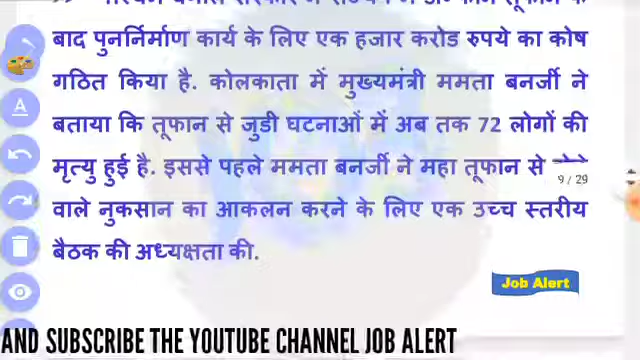 बाद पुनर्निर्माण कार्य के लिए एक हजार करोड रुपये का कोष
गठित किया है. कोलकाता में मुख्यमंत्री ममता बनर्जी ने
बताया कि तूफान से जुडी घटनाओं में अब तक 72 लोगों की
मृत्यु हुई है. इससे पहले ममता बनर्जी ने महा तूफान से
9 / 29
वाले नुकसान का आकलन करने के लिए एक उच्च स्तरीय
बैठक की अध्यक्षता की.
Job Alert
AND SUBSCRIBE THE YOUTUBE CHANNEL JOB ALERT